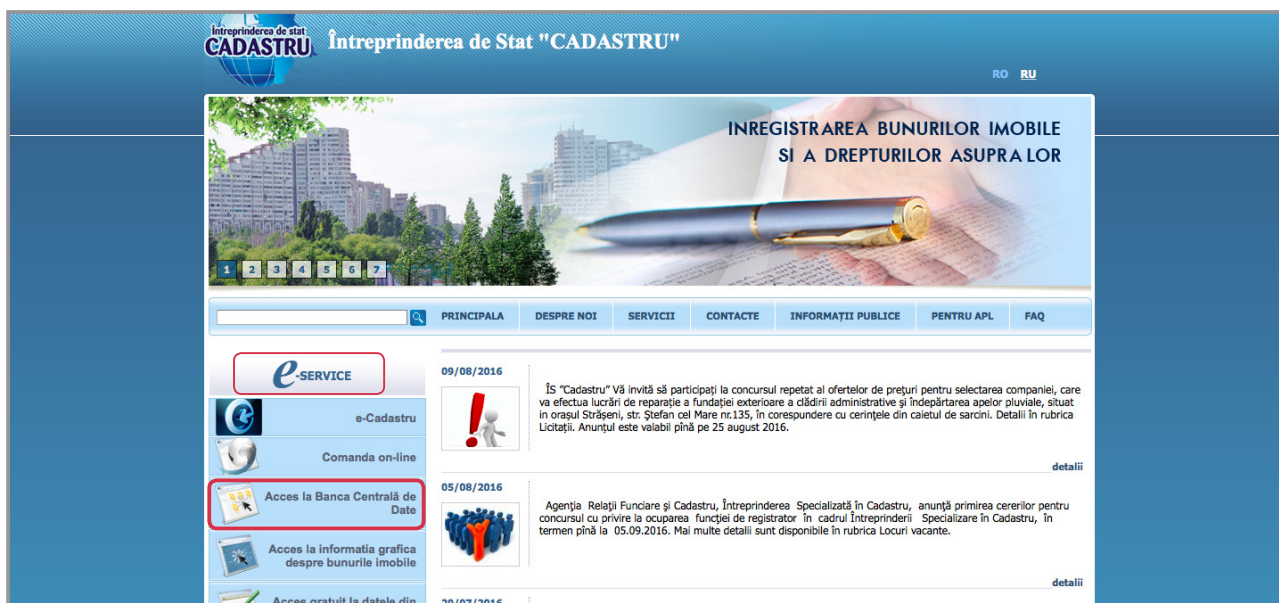 Întreprinderea de stat
CADASTRU
Întreprinderea de Stat "CADASTRU"
RO RU
INREGISTRAREA BUNURILOR IMOBILE
SI A DREPTURILOR ASUPRA LOR
1 2 3 4 5 6 7
PRINCIPALA DESPRE NOI SERVICII CONTACTE INFORMAȚII PUBLICE PENTRU APL FAQ
e-SERVICE
e-Cadastru
Comanda on-line
Acces la Banca Centrală de
Date
Acces la informatia grafica
despre bunurile imobile
Acces gratuit la datele din
09/08/2016
ÎS "Cadastru" Vă invită să participați la concursul repetat al ofertelor de prețuri pentru selectarea companiei, care
va efectua lucrări de reparație a fundației exterioare a clădirii administrative și îndepărtarea apelor pluviale, situat
in orașul Strășeni, str. Ștefan cel Mare nr.135, în corespundere cu cerințele din caietul de sarcini. Detalii în rubrica
Licitații. Anunțul este valabil pînă pe 25 august 2016.
detalii
05/08/2016
Agenția Relații Funciare și Cadastru, Întreprinderea Specializată în Cadastru, anunță primirea cererilor pentru
concursul cu privire la ocuparea funcției de registrator în cadrul Întreprinderii Specializare în Cadastru, în
termen pînă la 05.09.2016. Mai multe detalii sunt disponibile în rubrica Locuri vacante.
detalii
20/07/2016